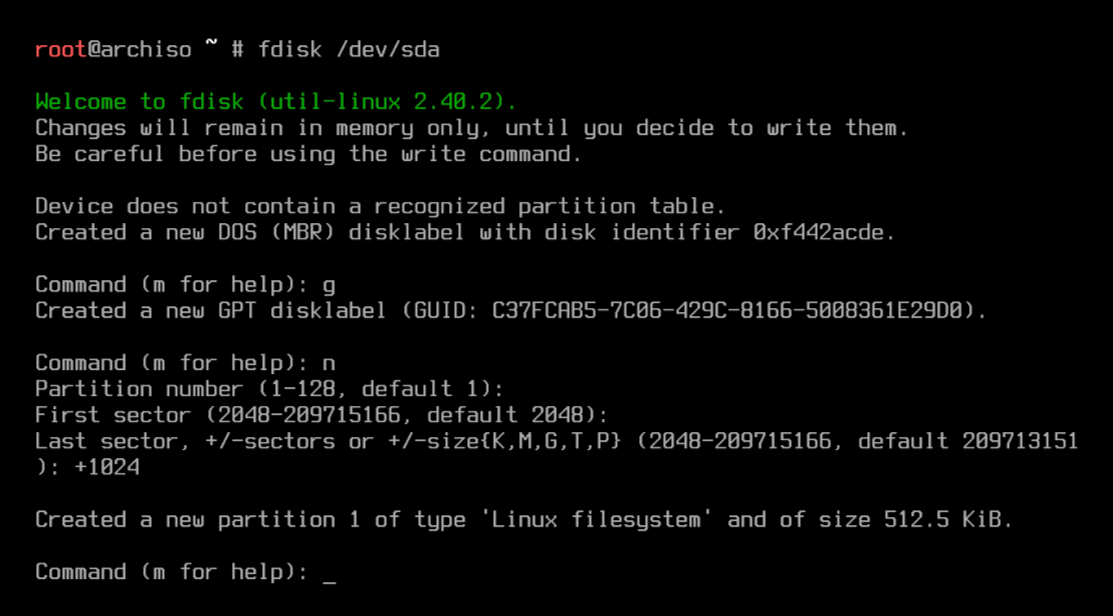 root@archiso ~ # fdisk /dev/sda
Welcome to fdisk (util-linux 2.40.2).
Changes will remain in memory only, until you decide to write them.
Be careful before using the write command.
Device does not contain a recognized partition table.
Created a new DOS (MBR) disklabel with disk identifier 0xf442acde.
Command (m for help): g
Created a new GPT disklabel (GUID: C37FCAB5-7C06-429C-8166-5008361E29D0).
Command (m for help): n
Partition number (1-128, default 1):
First sector (2048-209715166, default 2048):
Last sector, +/-sectors or +/-size{K,M,G,T,P} (2048-209715166, default 209713151
): +1024
Created a new partition 1 of type 'Linux filesystem' and of size 512.5 KiB.
Command (m for help): _